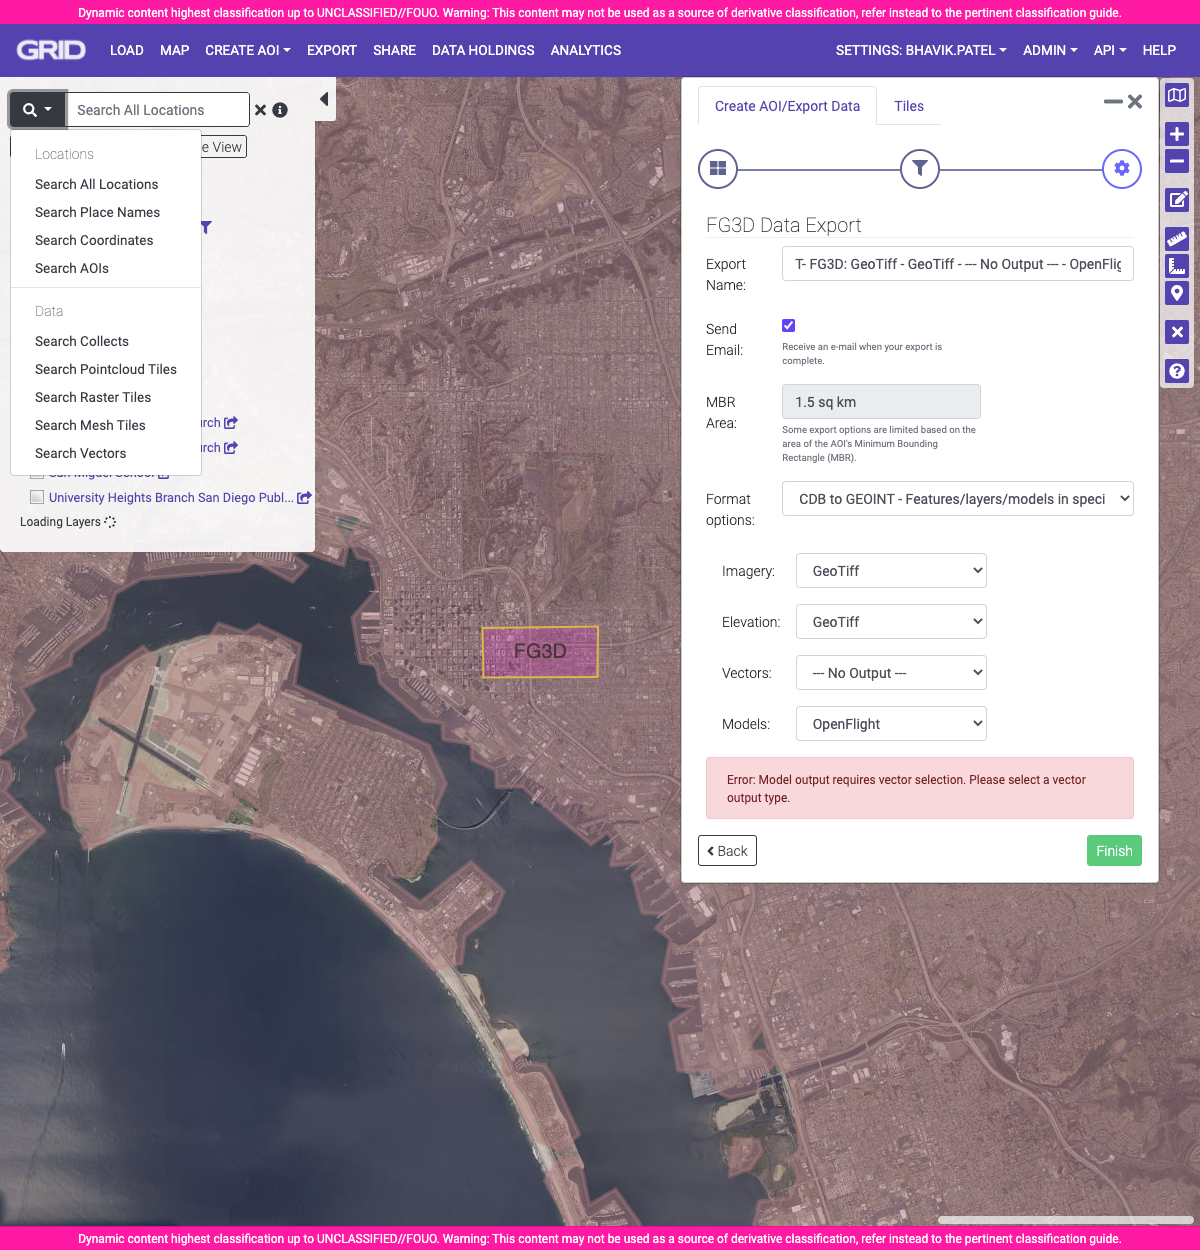 Dynamic content highest classification up to UNCLASSIFIED//FOUO. Warning: This content may not be used as a source of derivative classification, refer instead to the pertinent classification guide.
GRID LOAD MAP CREATE AOI EXPORT SHARE DATA HOLDINGS ANALYTICS SETTINGS: BHAVIK.PATEL ADMIN API HELP
Search All Locations
e View
Locations
Search All Locations
Search Place Names
Search Coordinates
Search AOIs
Data
Search Collects
Search Pointcloud Tiles
Search Raster Tiles
Search Mesh Tiles
Search Vectors
rch
rch
San Miguel School
University Heights Branch San Diego Publ...
Loading Layers
FG3D
Create AOI/Export Data Tiles
FG3D Data Export
Export
Name:
T- FG3D: GeoTiff - GeoTiff - --- No Output --- - OpenFlig
Send
Email:
Receive an e-mail when your export is
complete.
MBR
Area:
1.5 sq km
Some export options are limited based on the
area of the AOI's Minimum Bounding
Rectangle (MBR).
Format
options:
CDB to GEOINT - Features/layers/models in speci
Imagery: GeoTiff
Elevation: GeoTiff
Vectors: --- No Output ---
Models: OpenFlight
Error: Model output requires vector selection. Please select a vector
output type.
Back Finish
Dynamic content highest classification up to UNCLASSIFIED//FOUO. Warning: This content may not be used as a source of derivative classification, refer instead to the pertinent classification guide.